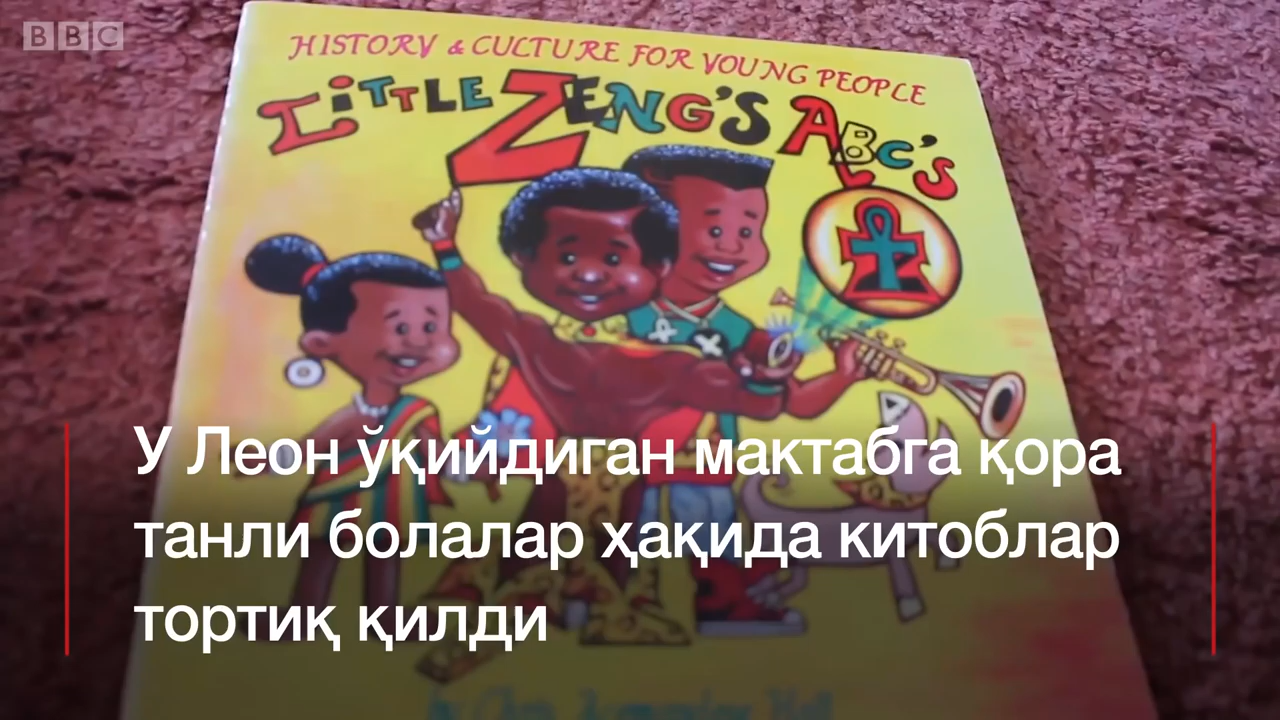 BBC
HISTORY & CULTURE FOR YOUNG PEOPLE
LITTLE ZENG'S ABC'S
У Леон ўқийдиган мактабга қора
танли болалар ҳақида китоблар
тортиқ қилди